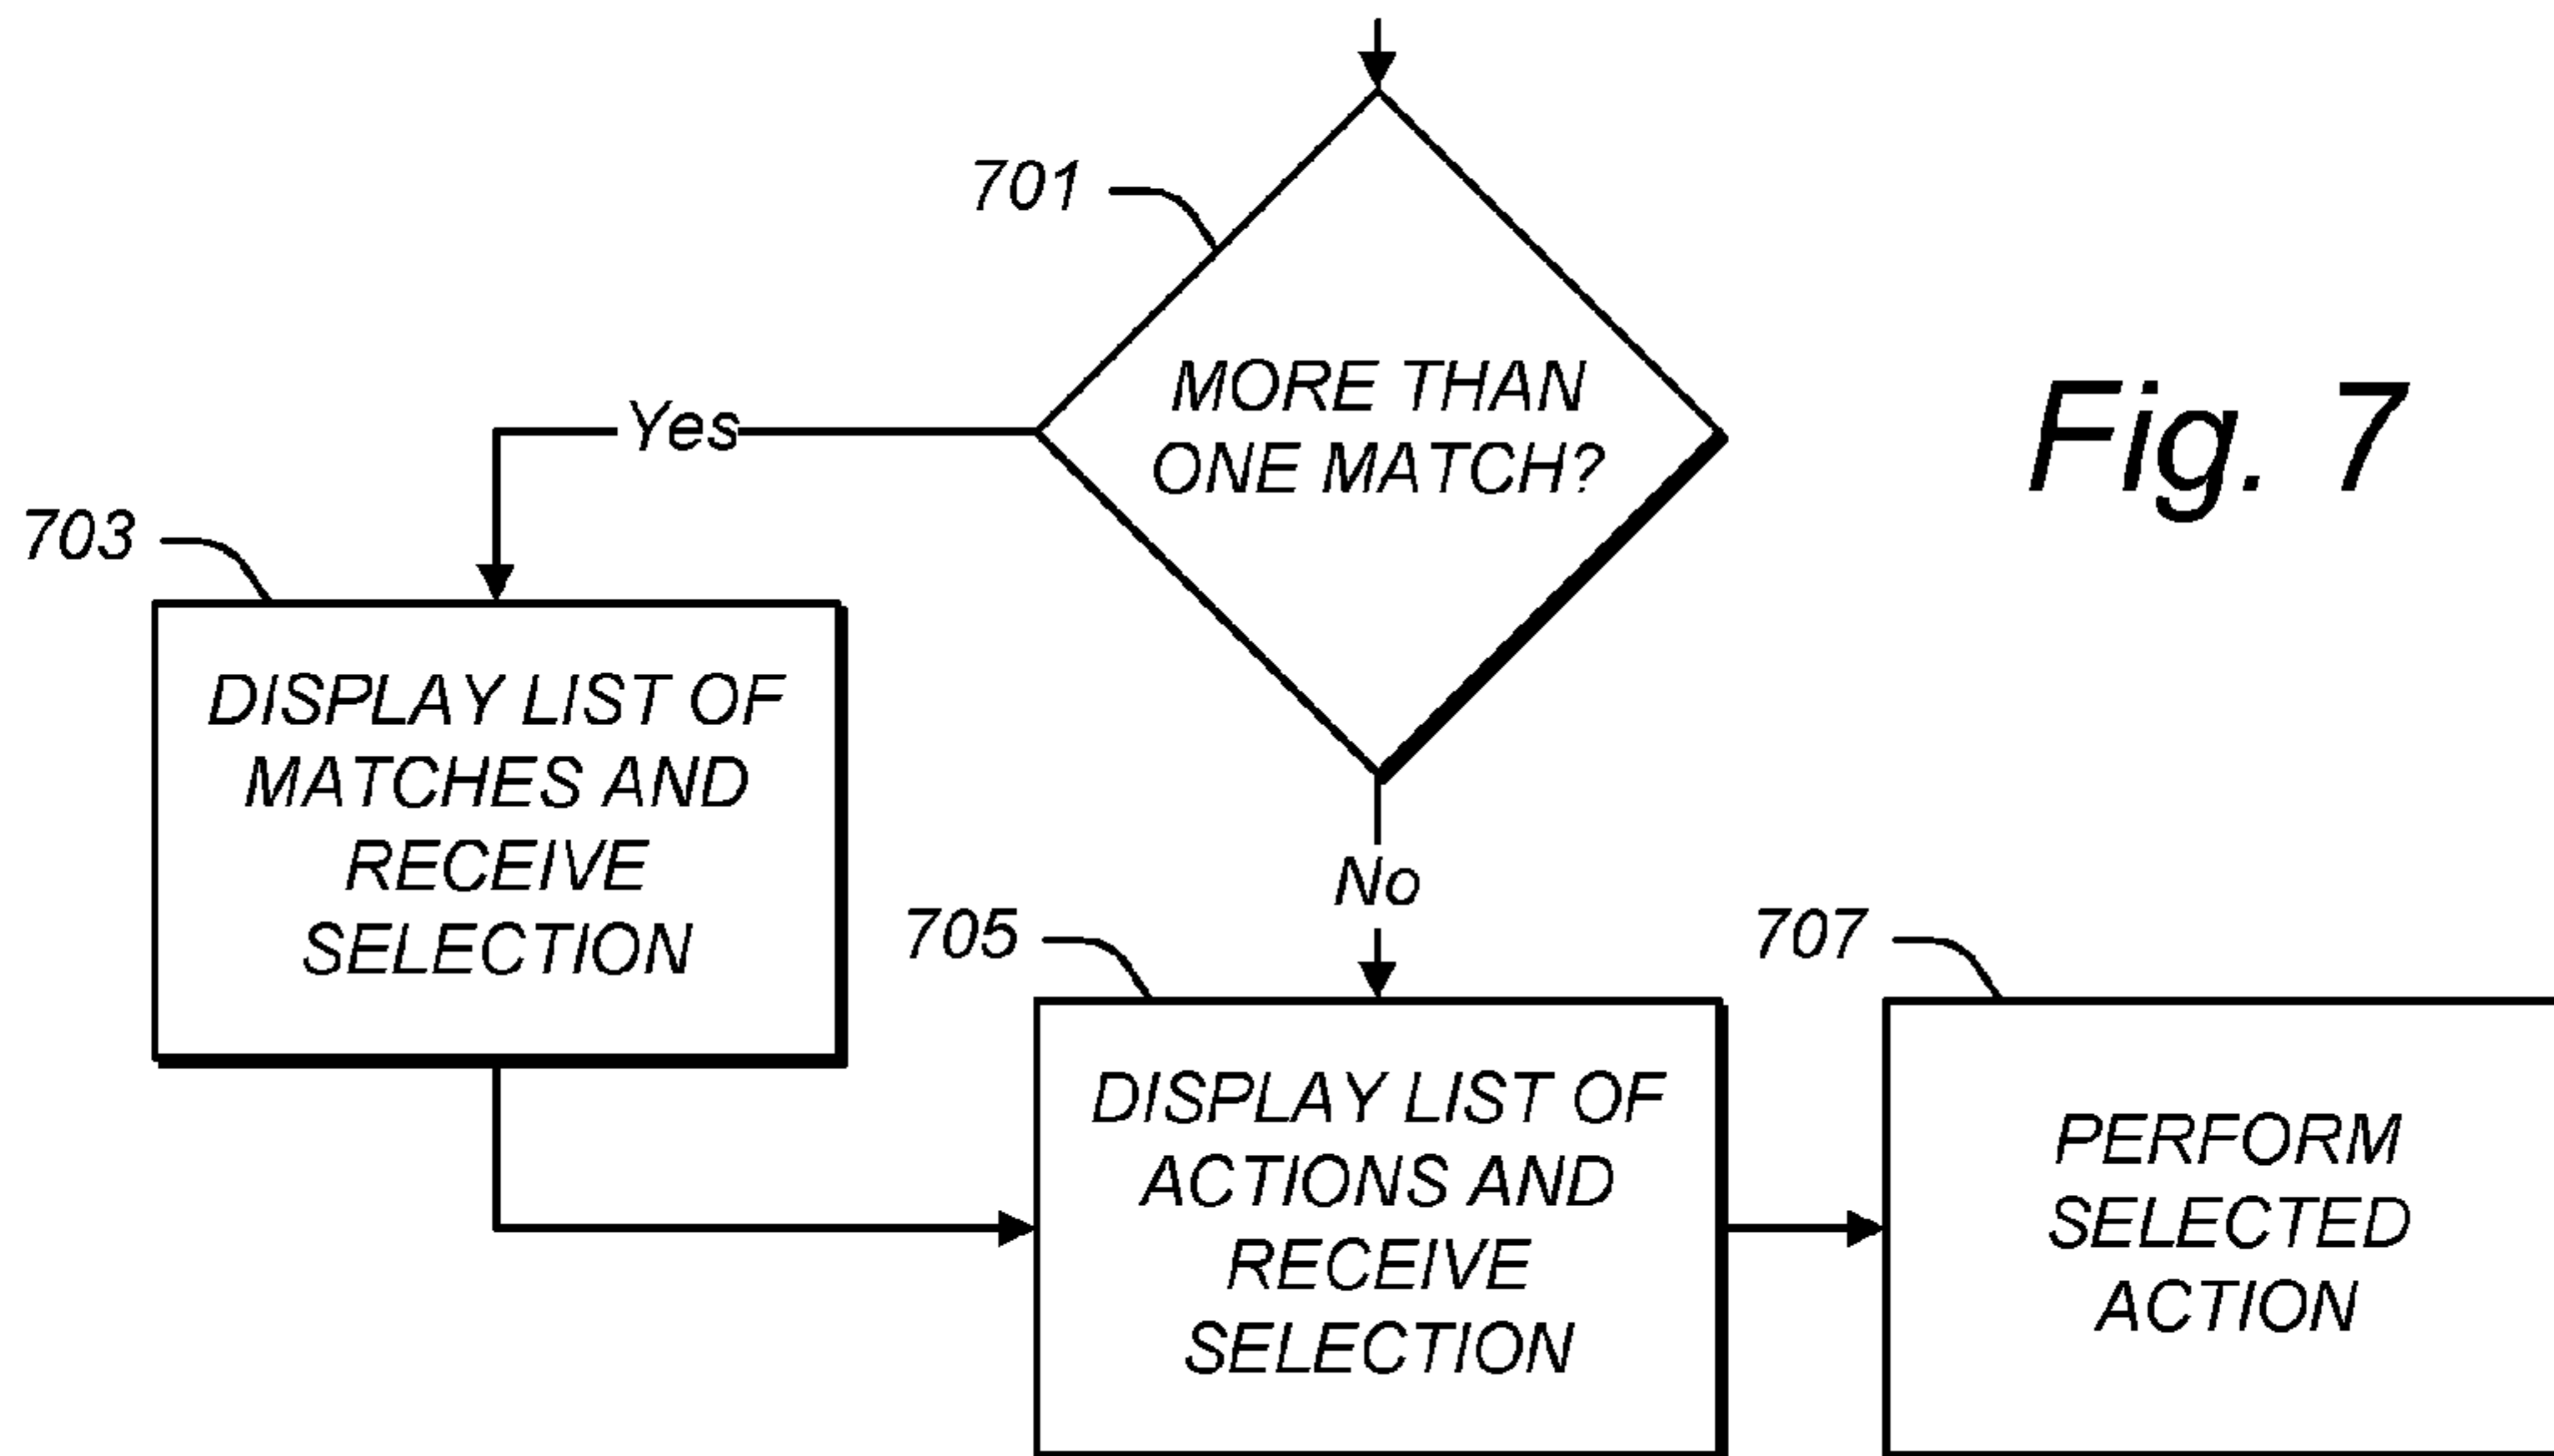 701
MORE THAN
ONE MATCH?
Fig. 7
Yes
703
DISPLAY LIST OF
MATCHES AND
RECEIVE
SELECTION
No
705
DISPLAY LIST OF
ACTIONS AND
RECEIVE
SELECTION
707
PERFORM
SELECTED
ACTION